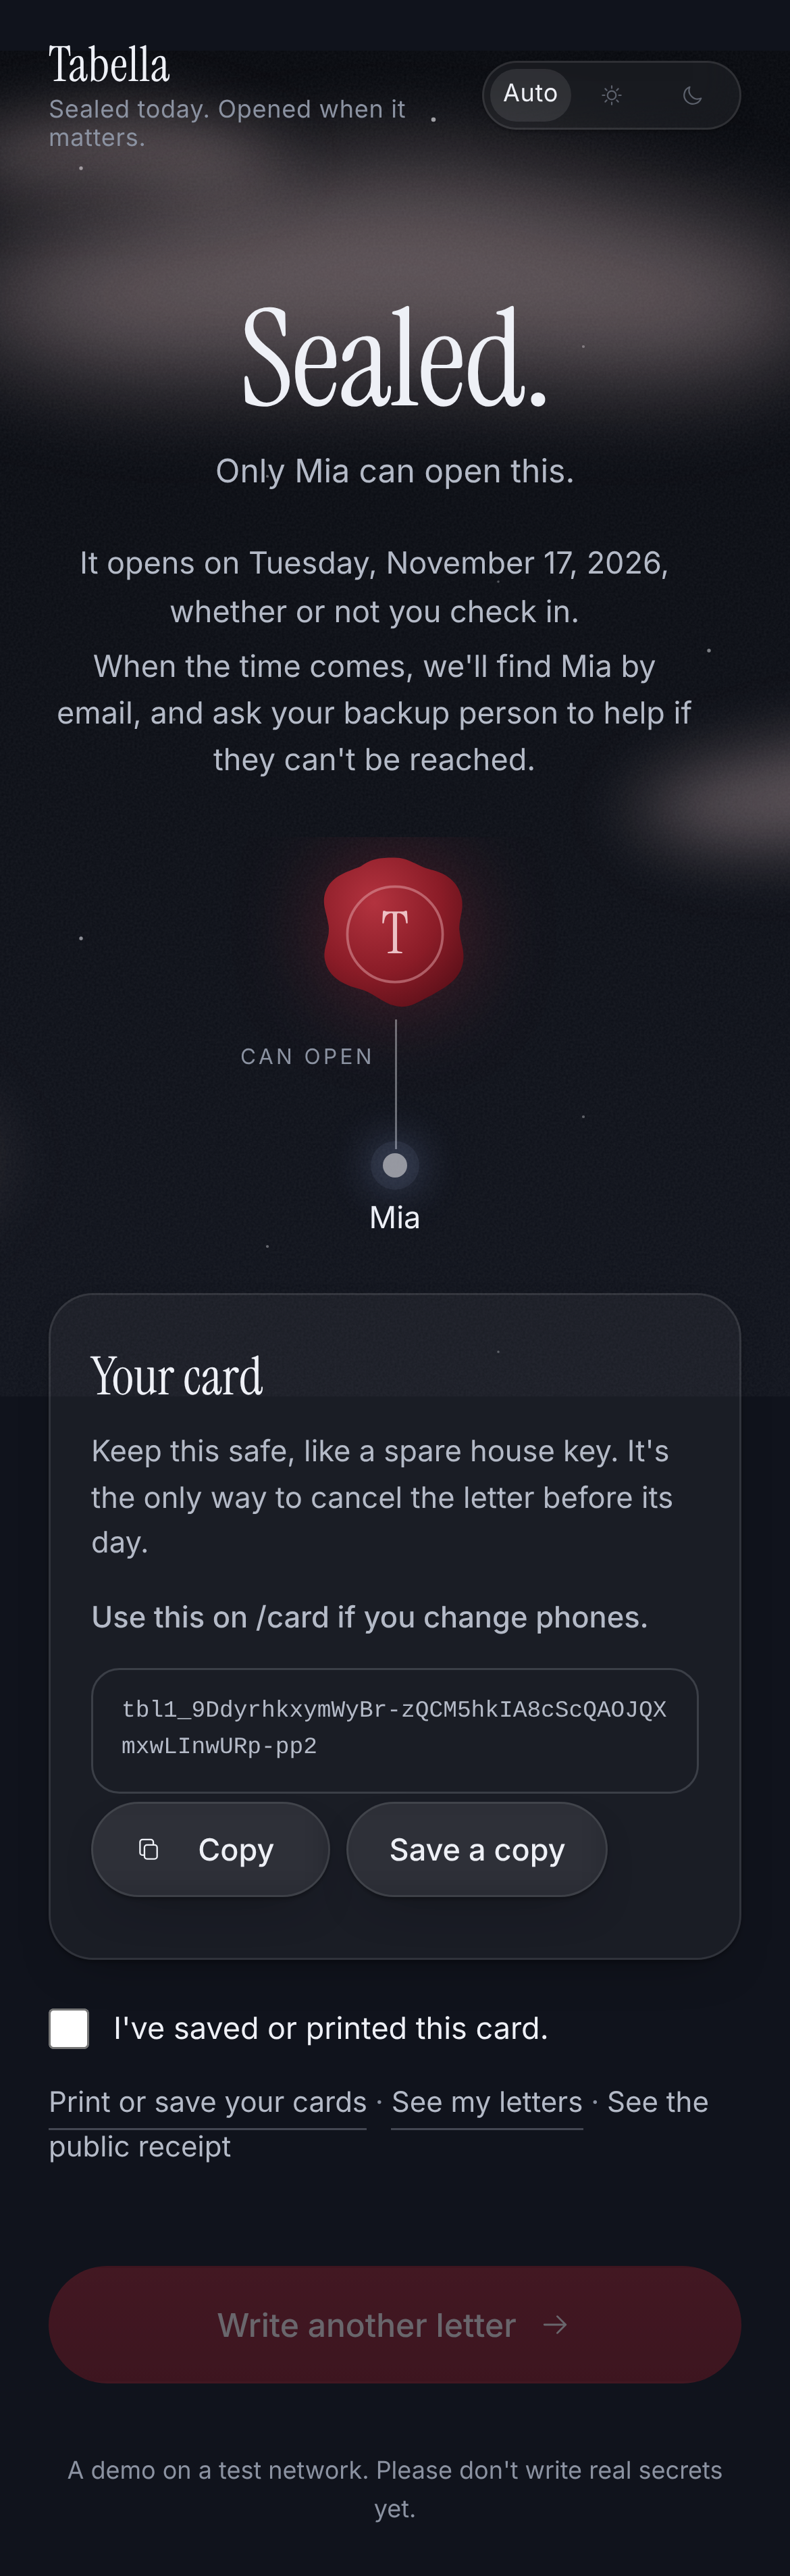 Tabella
Sealed today. Opened when it
matters.
Auto
Sealed.
Only Mia can open this.
It opens on Tuesday, November 17, 2026,
whether or not you check in.
When the time comes, we'll find Mia by
email, and ask your backup person to help if
they can't be reached.
T
CAN OPEN
Mia
Your card
Keep this safe, like a spare house key. It's
the only way to cancel the letter before its
day.
Use this on /card if you change phones.
tbl1_9DdyrhkxymWyBr-zQCM5hkIA8cScQAOJQX
mxwLInwURp-pp2
Copy
Save a copy
I've saved or printed this card.
Print or save your cards · See my letters · See the
public receipt
Write another letter →
A demo on a test network. Please don't write real secrets
yet.